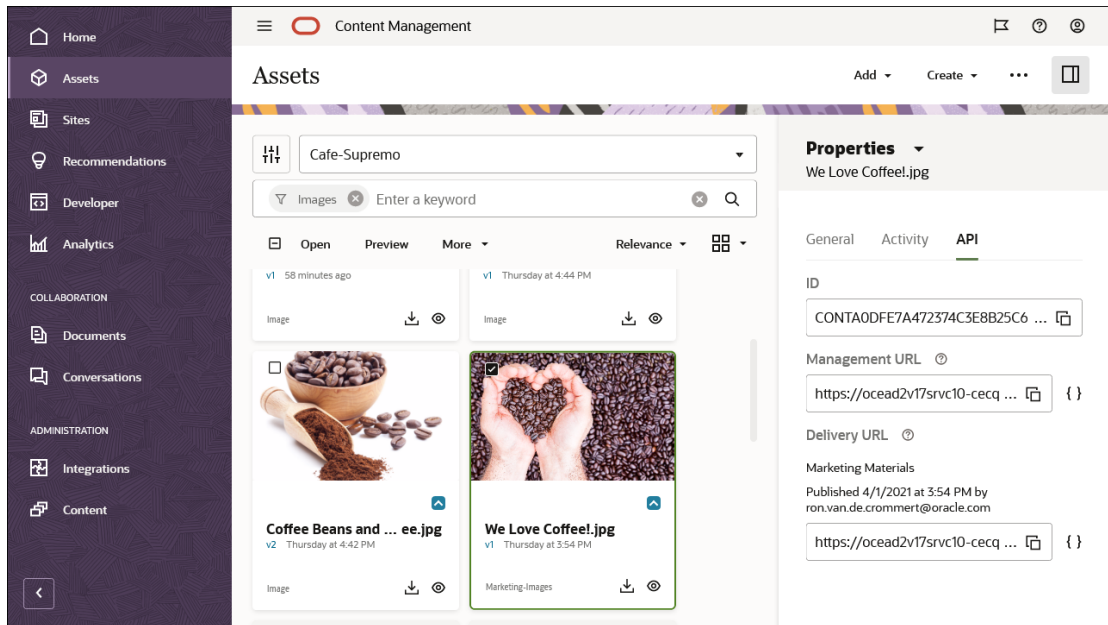 Home
Assets
Sites
Recommendations
Developer
Analytics
COLLABORATION
Documents
Conversations
ADMINISTRATION
Integrations
Content
Content Management
Assets
Add
Create
Cafe-Supremo
Images
Enter a keyword
Open Preview More Relevance
v1 58 minutes ago
Image
v1 Thursday at 4:44 PM
Image
Coffee Beans and ... ee.jpg
v2 Thursday at 4:42 PM
Image
We Love Coffee!.jpg
v1 Thursday at 3:54 PM
Marketing-Images
Properties
We Love Coffee!.jpg
General Activity API
ID
CONTA0DFE7A472374C3E8B25C6 ...
Management URL
https://ocead2v17srvc10-cecq ...
{ }
Delivery URL
Marketing Materials
Published 4/1/2021 at 3:54 PM by
ron.van.de.crommert@oracle.com
https://ocead2v17srvc10-cecq ...
{ }